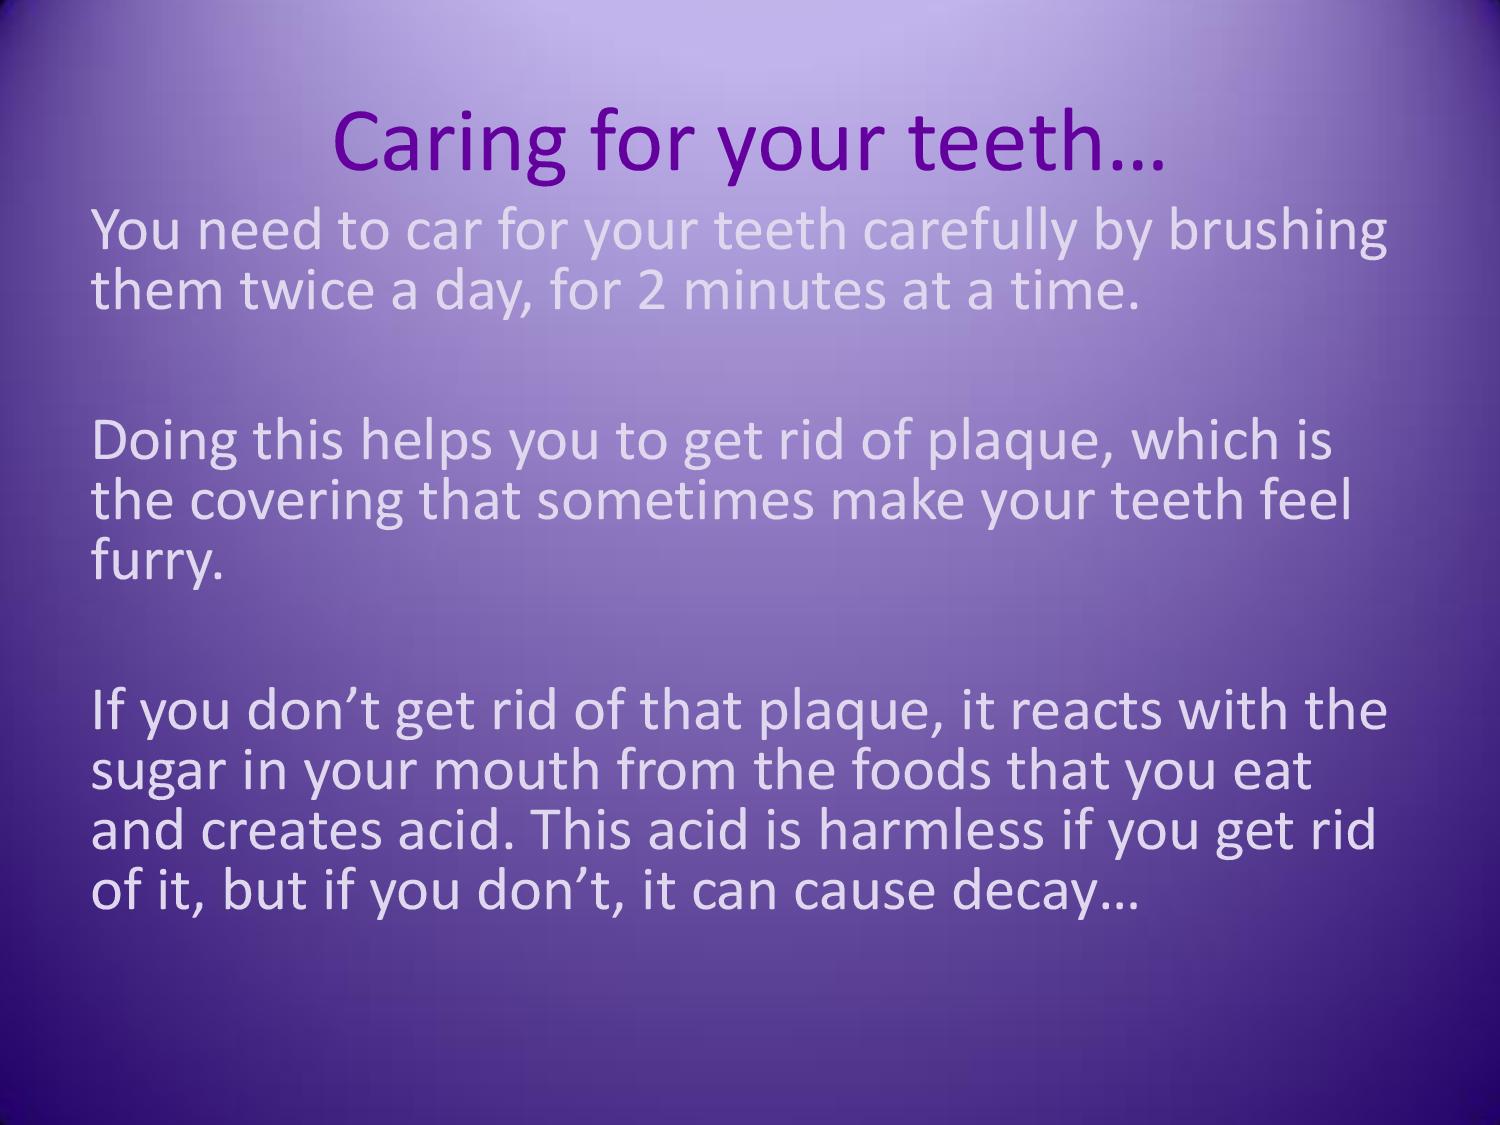 Caring for your teeth…
You need to car for your teeth carefully by brushing
them twice a day, for 2 minutes at a time.
Doing this helps you to get rid of plaque, which is
the covering that sometimes make your teeth feel
furry.
If you don’t get rid of that plaque, it reacts with the
sugar in your mouth from the foods that you eat
and creates acid. This acid is harmless if you get rid
of it, but if you don’t, it can cause decay…